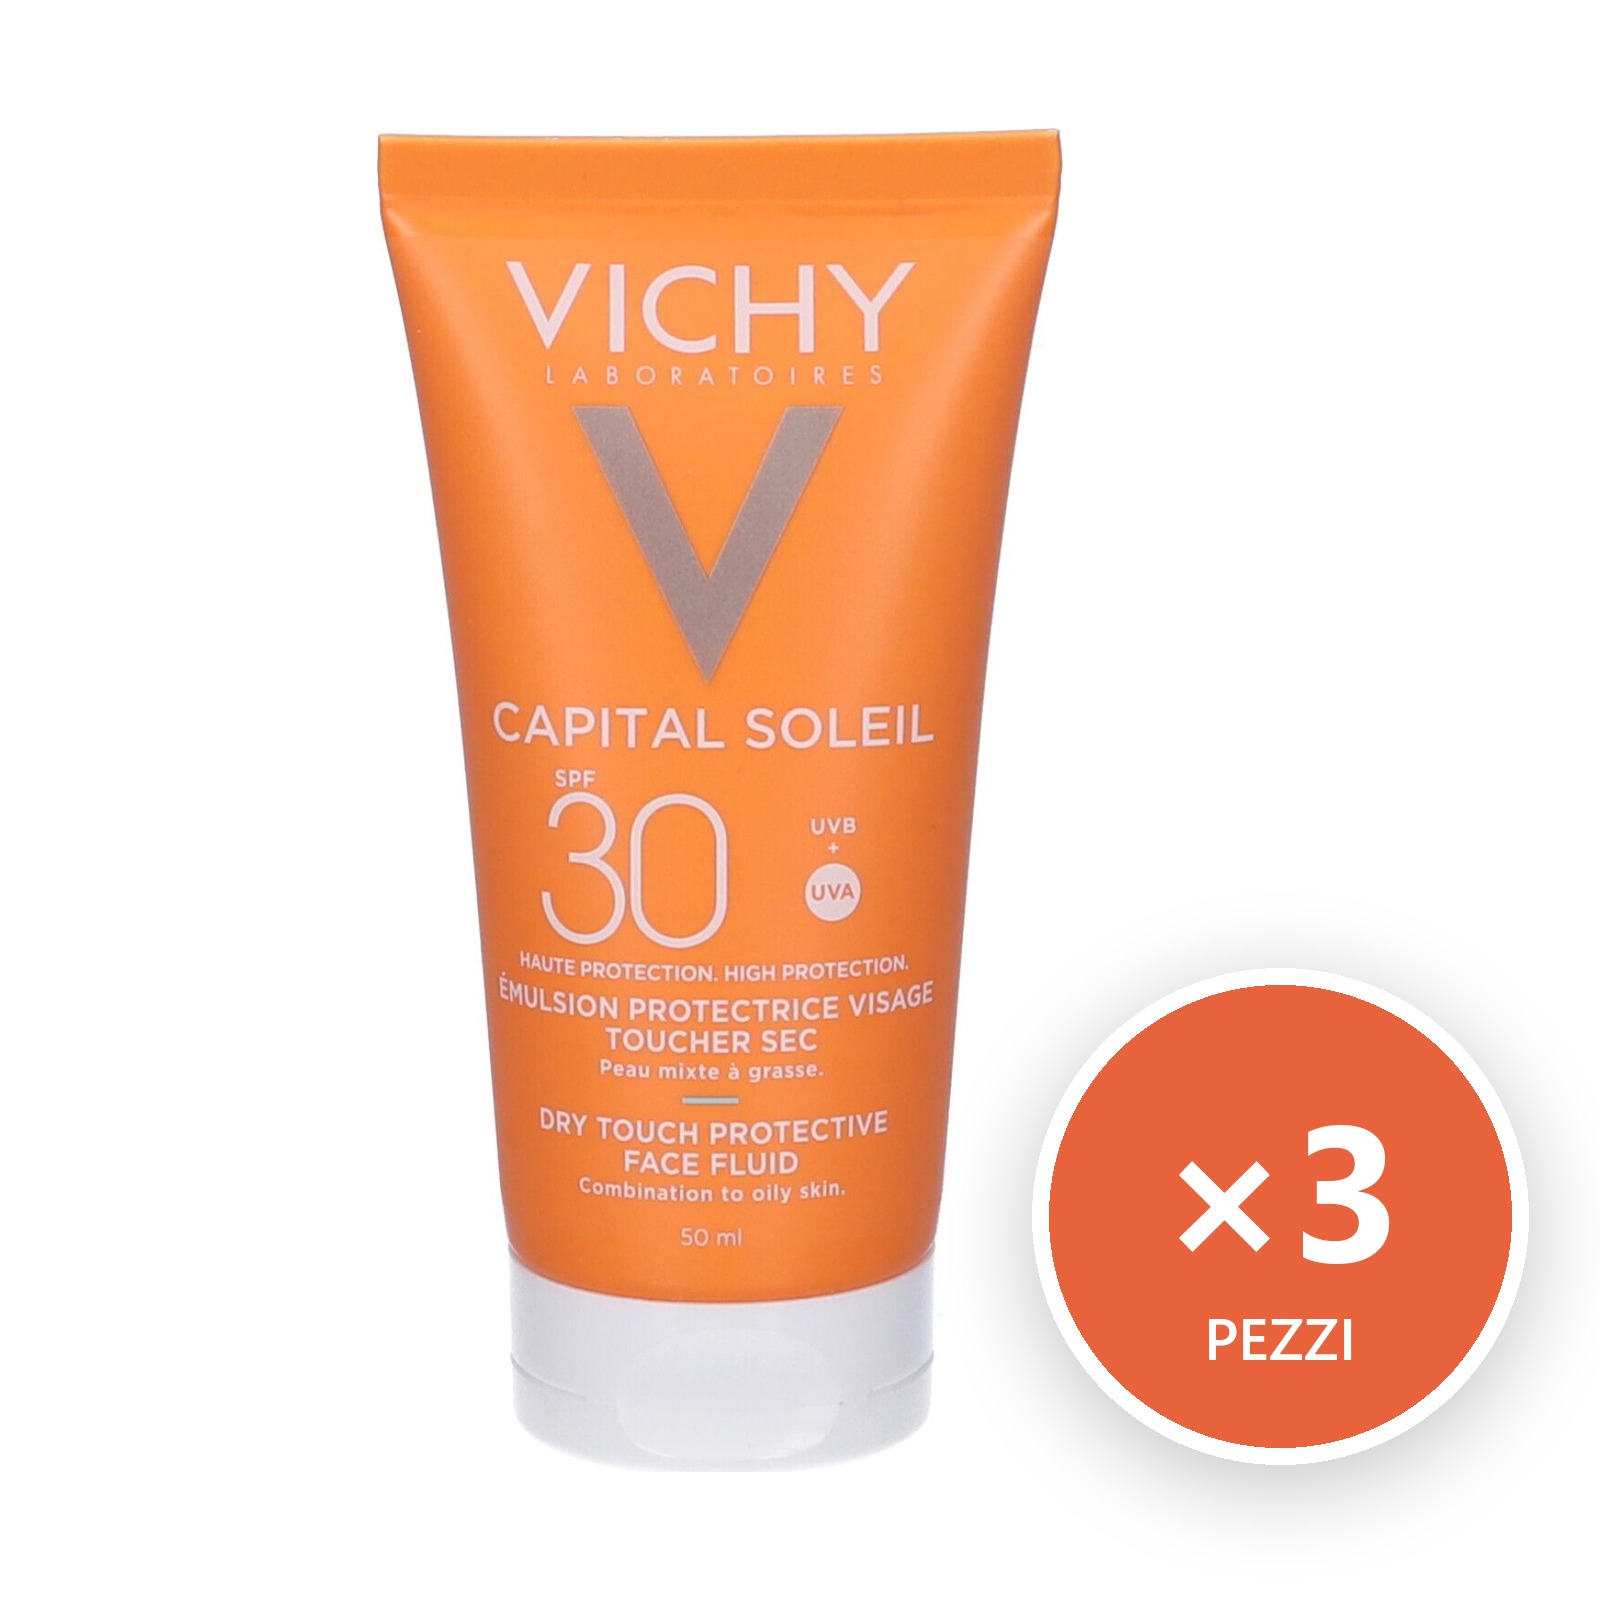 VICHY
LABORATOIRES
V
CAPITAL SOLEIL
SPF
30
UVB
+
UVA
HAUTE PROTECTION. HIGH PROTECTION.
ÉMULSION PROTECTRICE VISAGE
TOUCHER SEC
Peau mixte à grasse.
DRY TOUCH PROTECTIVE
FACE FLUID
Combination to oily skin.
50 ml
×3
PEZZI